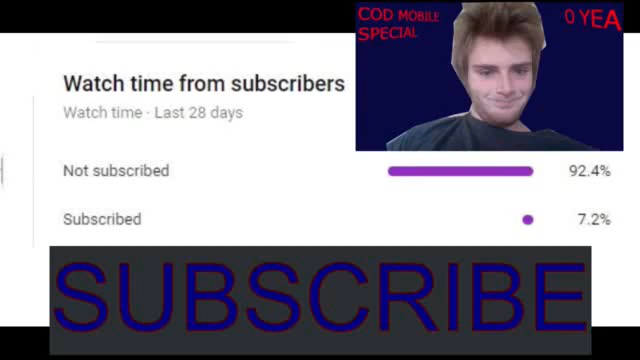 COD MOBILE
SPECIAL
O YEA
Watch time from subscribers
Watch time · Last 28 days
Not subscribed
92.4%
Subscribed
7.2%
SUBSCRIBE